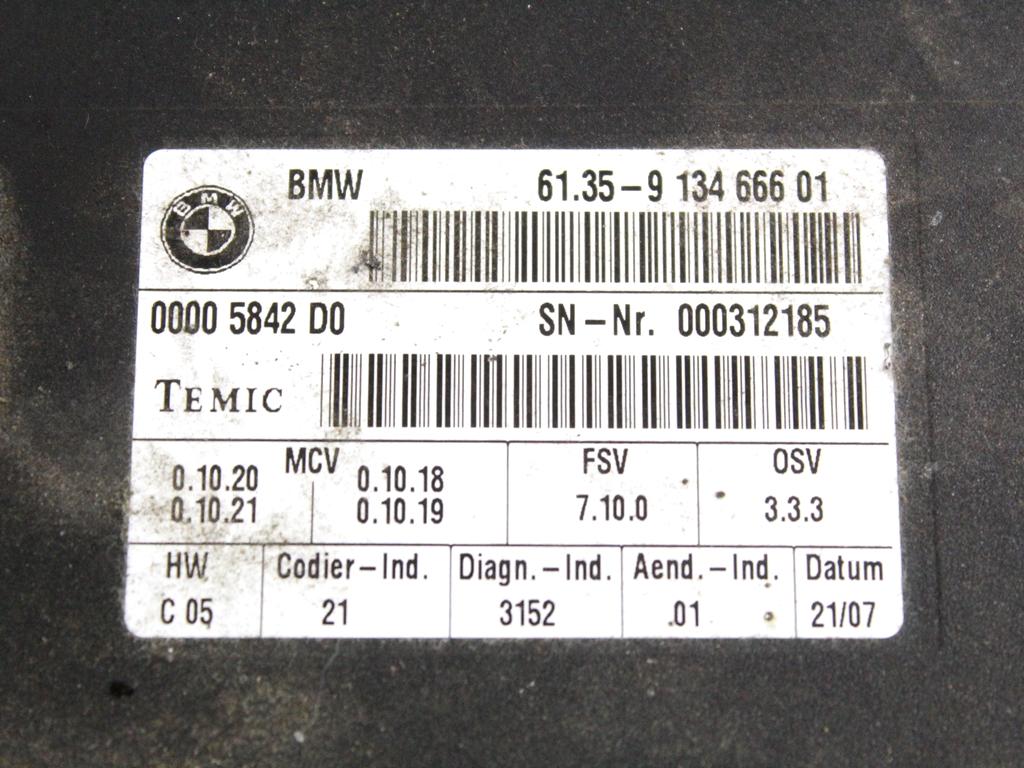 BMW 61.35-9 134 666 01
BMW
0000 5842 D0 SN-Nr. 000312185
TEMIC
MCV FSV OSV
0.10.20 0.10.18
0.10.21 0.10.19 7.10.0 3.3.3
HW Codier-Ind. Diagn.-Ind. Aend.-Ind. Datum
C 05 21 3152 01 21/07